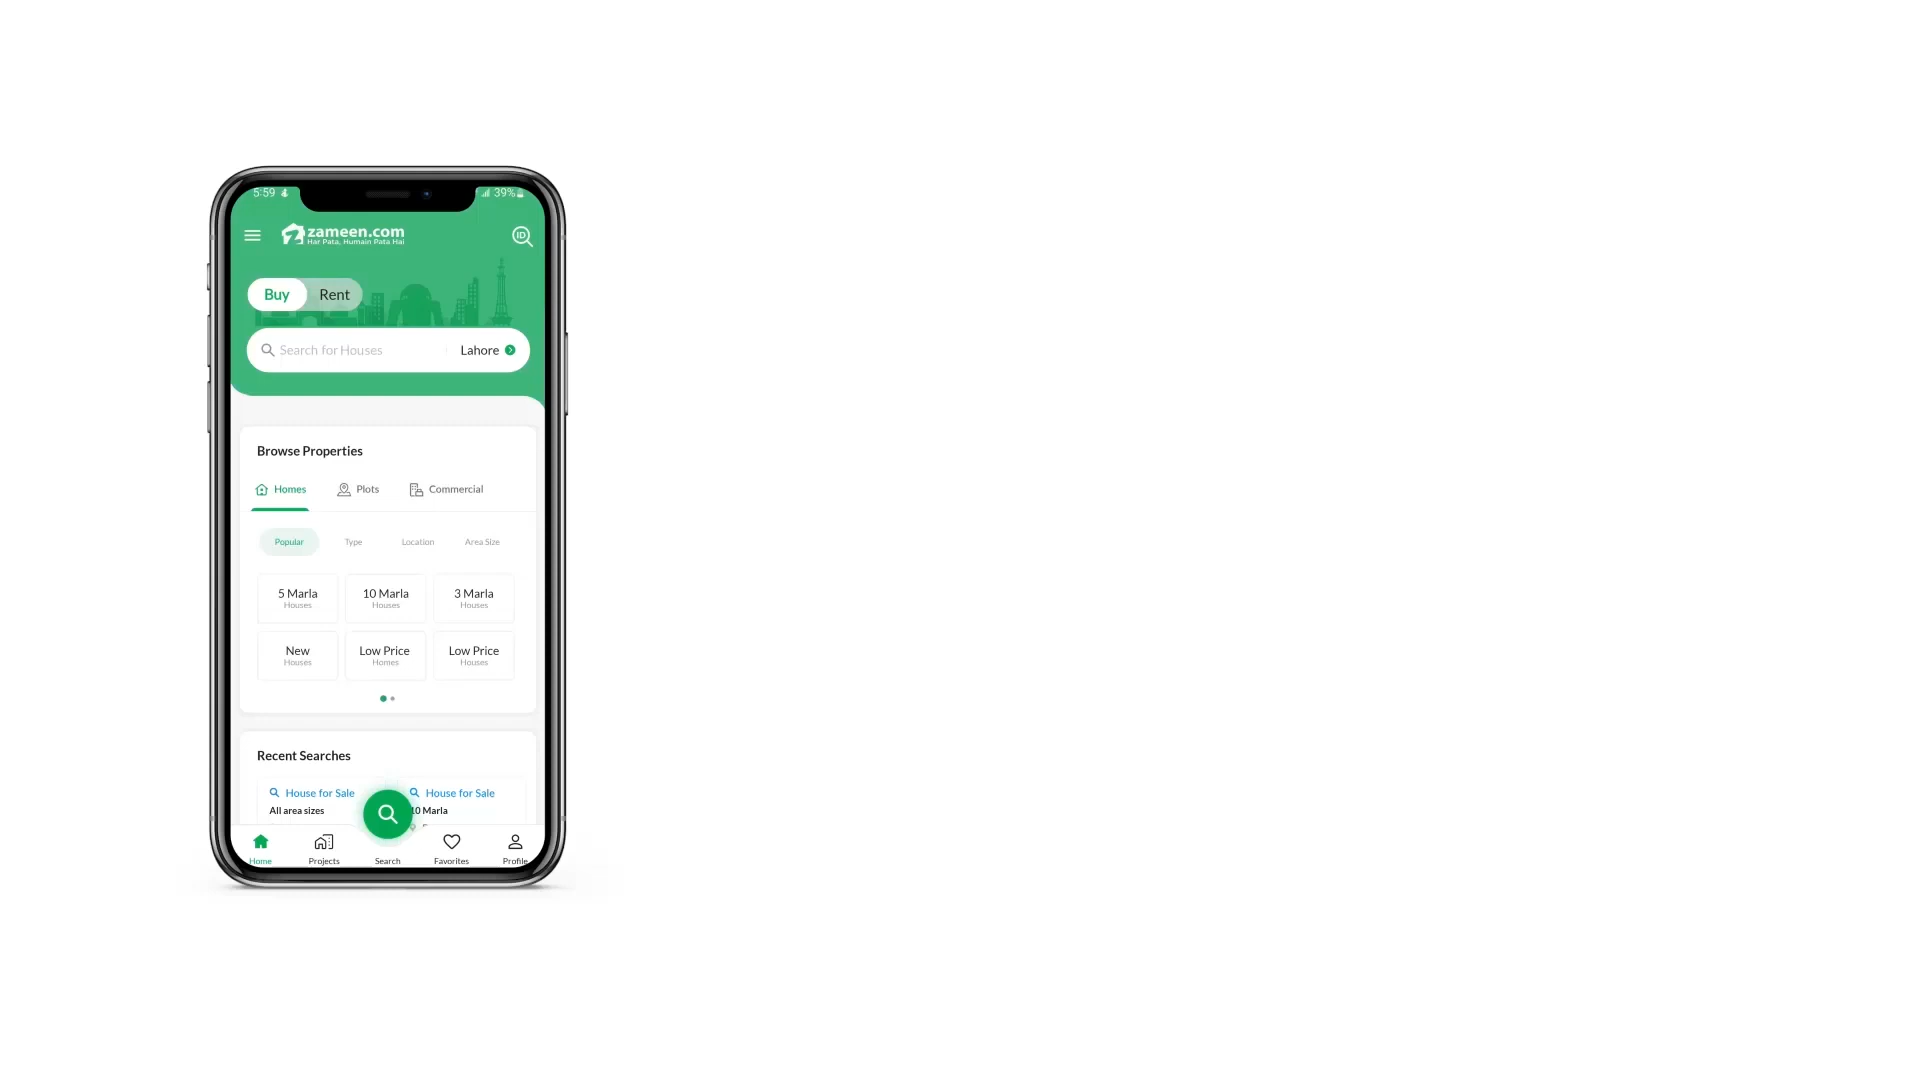 5:59
39%
zameen.com
Har Pata, Humain Pata Hai
ID
Buy Rent
Search for Houses Lahore
Browse Properties
Homes Plots Commercial
Popular Type Location Area Size
5 Marla 10 Marla 3 Marla
Houses Houses Houses
New Low Price Low Price
Houses Homes Houses
Recent Searches
House for Sale House for Sale
All area sizes 10 Marla
Home Projects Search Favorites Profile